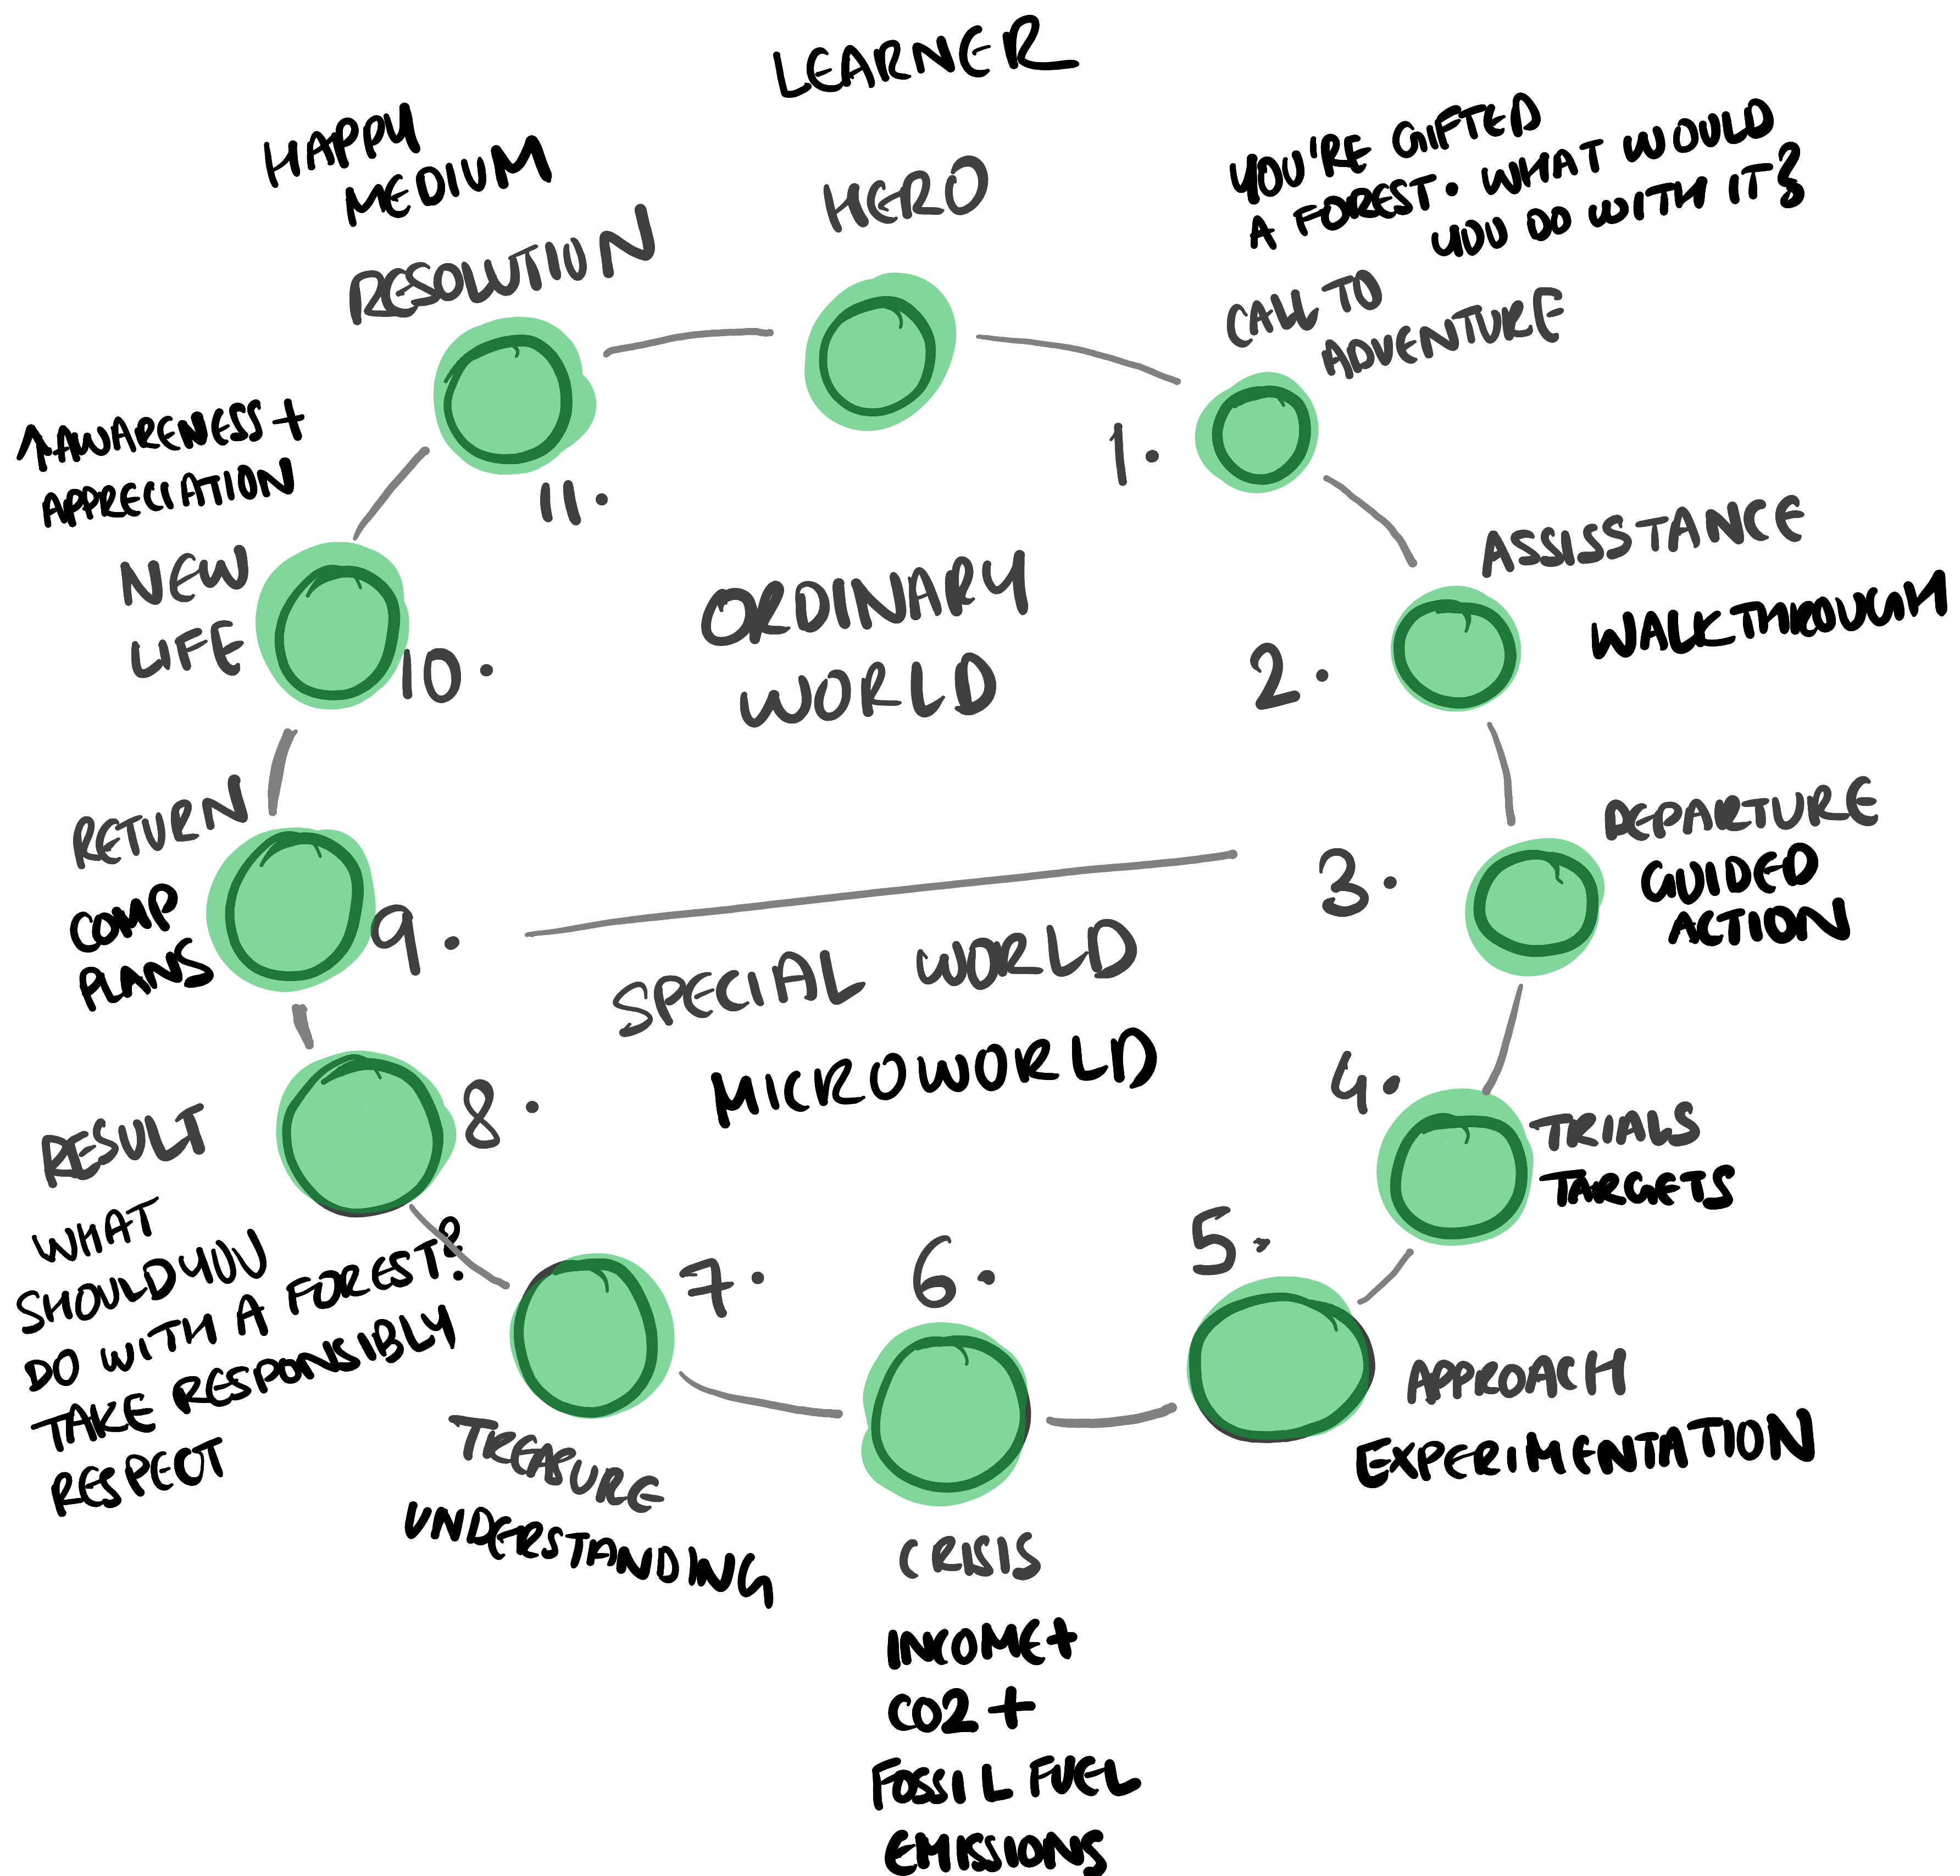 LEARNER
HERO
YOU'RE GIFTED
A FOREST. WHAT WOULD
YOU DO WITH IT?
CALL TO
ADVENTURE
1.
ASSISSTANCE
WALKTHROUGH
2.
DEPARTURE
GUIDED
ACTION
3.
4.
TRIALS
TARGETS
5.
APPROACH
EXPERIMENTATION
6.
CRISIS
INCOME+
CO2+
FOSSIL FUEL
EMISSIONS
7.
TREASURE
UNDERSTANDING
8.
RESULT
WHAT
SHOULD YOU
DO WITH A FOREST?
TAKE RESPONSIBLY
RESPECT
9.
RETURN
COMP
PLANS
10.
NEW
LIFE
AWARENESS+
APPRECIATION
11.
RESOLUTION
HAPPY
MEDIUM
ORDINARY
WORLD
SPECIAL WORLD
MICROWORLD